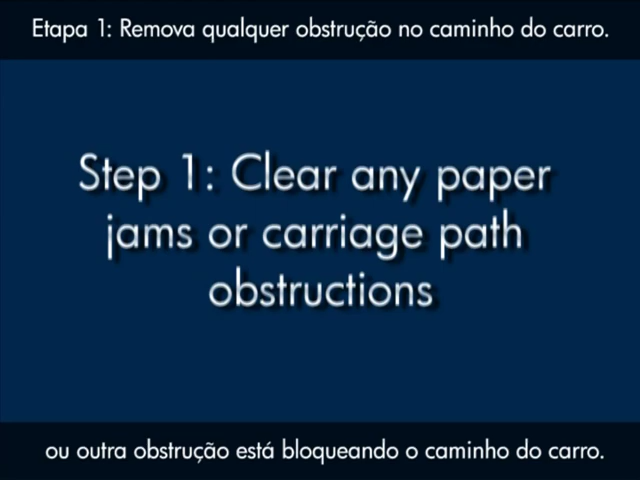 Etapa 1: Remova qualquer obstrução no caminho do carro.
Step 1: Clear any paper
jams or carriage path
obstructions
ou outra obstrução está bloqueando o caminho do carro.